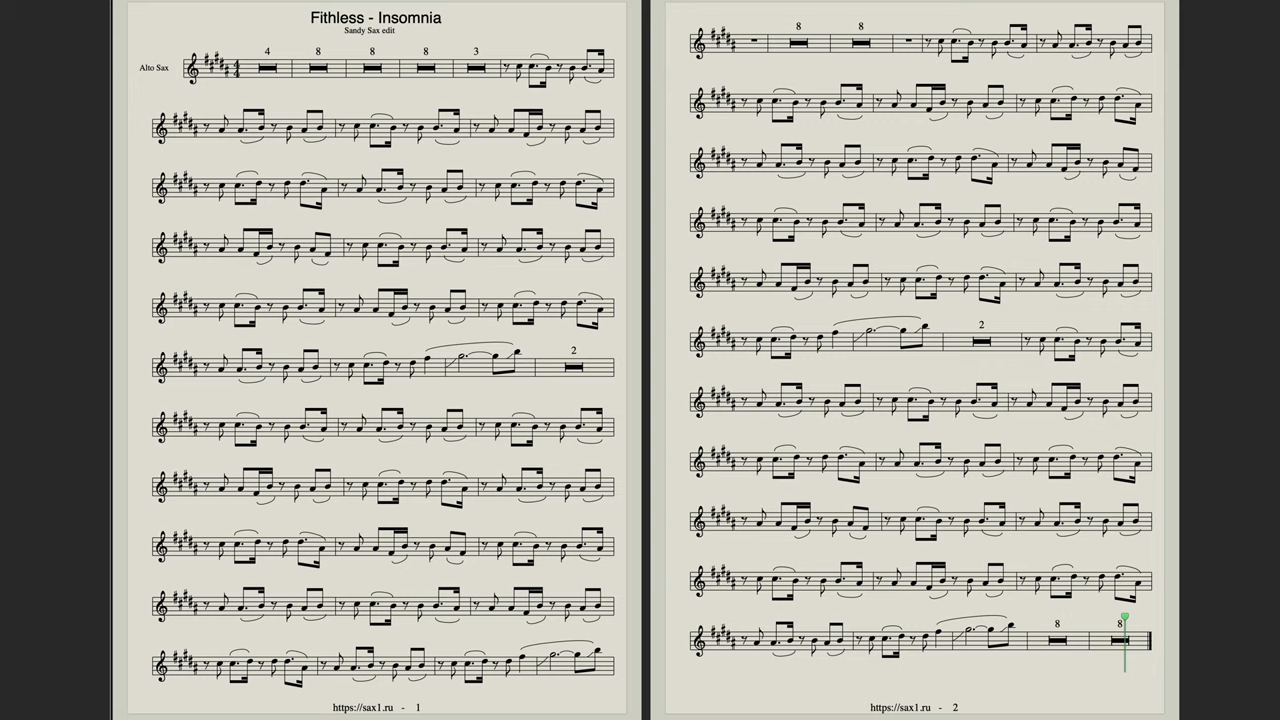 Fithless - Insomnia
Sandy Sax edit
Alto Sax
4 8 8 8 3
2
https://sax1.ru - 1
8 8
2
8 8
https://sax1.ru - 2